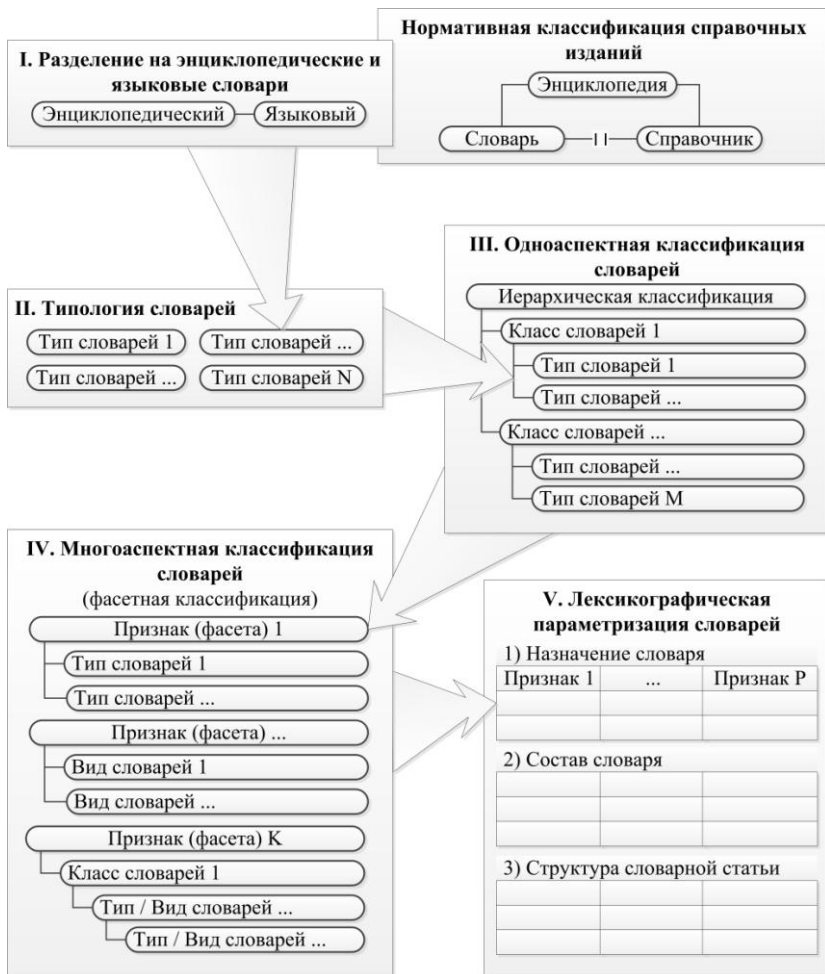 I. Разделение на энциклопедические и
языковые словари
Энциклопедический
Языковый
Нормативная классификация справочных
изданий
Энциклопедия
Словарь
Справочник
II. Типология словарей
Тип словарей 1
Тип словарей ...
Тип словарей ...
Тип словарей N
III. Одноаспектная классификация
словарей
Иерархическая классификация
Класс словарей 1
Тип словарей 1
Тип словарей ...
Класс словарей ...
Тип словарей ...
Тип словарей M
IV. Многоаспектная классификация
словарей
(фасетная классификация)
Признак (фасета) 1
Тип словарей 1
Тип словарей ...
Признак (фасета) ...
Вид словарей 1
Вид словарей ...
Признак (фасета) K
Класс словарей 1
Тип / Вид словарей ...
Тип / Вид словарей ...
V. Лексикографическая
параметризация словарей
1) Назначение словаря
Признак 1 ... Признак P
2) Состав словаря
3) Структура словарной статьи